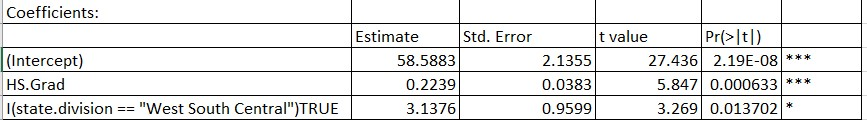 Coefficients:
Estimate Std. Error t value Pr(>|t|)
(Intercept) 58.5883 2.1355 27.436 2.19E-08 ***
HS.Grad 0.2239 0.0383 5.847 0.000633 ***
I(state.division == "West South Central")TRUE 3.1376 0.9599 3.269 0.013702 *